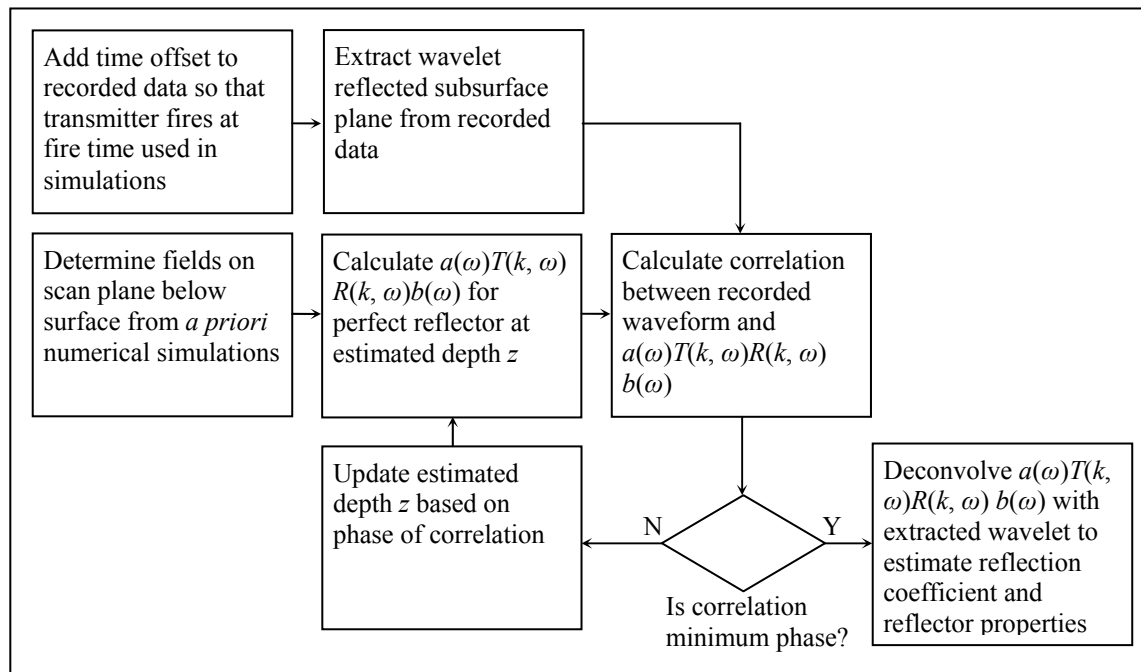 Add time offset to
recorded data so that
transmitter fires at
fire time used in
simulations
Extract wavelet
reflected subsurface
plane from recorded
data
Determine fields on
scan plane below
surface from a priori
numerical simulations
Calculate a(ω)T(k, ω)
R(k, ω)b(ω) for
perfect reflector at
estimated depth z
Calculate correlation
between recorded
waveform and
a(ω)T(k, ω)R(k, ω)
b(ω)
Update estimated
depth z based on
phase of correlation
N
Y
Is correlation
minimum phase?
Deconvolve a(ω)T(k,
ω)R(k, ω) b(ω) with
extracted wavelet to
estimate reflection
coefficient and
reflector properties